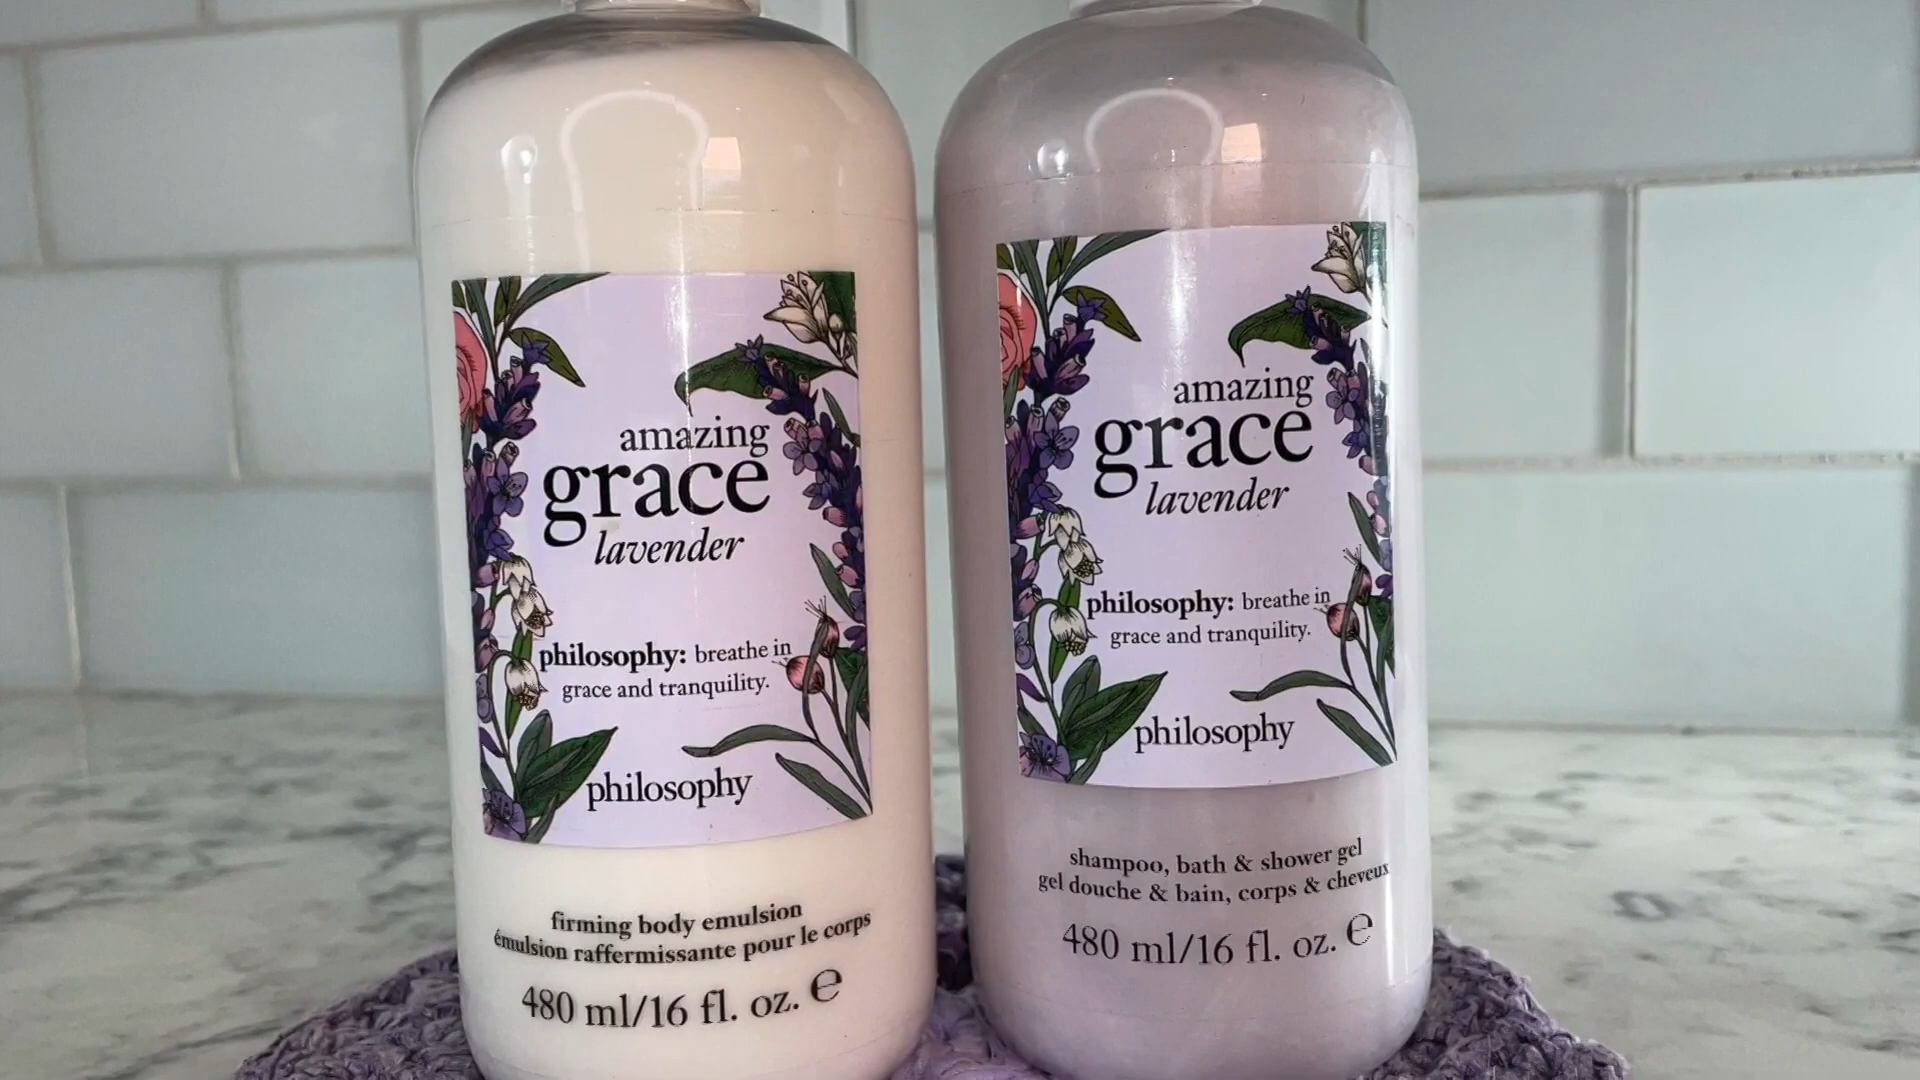 amazing
grace
lavender
philosophy: breathe in
grace and tranquility.
philosophy
firming body emulsion
émulsion raffermissante pour le corps
480 ml/16 fl. oz. ℮
amazing
grace
lavender
philosophy: breathe in
grace and tranquility.
philosophy
shampoo, bath & shower gel
gel douche & bain, corps & cheveux
480 ml/16 fl. oz. ℮